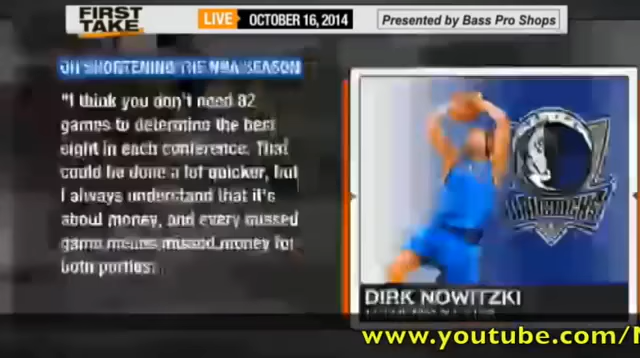 FIRST TAKE
LIVE OCTOBER 16, 2014
Presented by Bass Pro Shops
ON SHORTENING THE NBA SEASON
"I think you don't need 82
games to determine the best
eight in each conference. That
could be done a lot quicker, but
I always understand that it's
about money, and every missed
game means missed money for
both parties."
MAVERICKS
DIRK NOWITZKI
www.youtube.com/